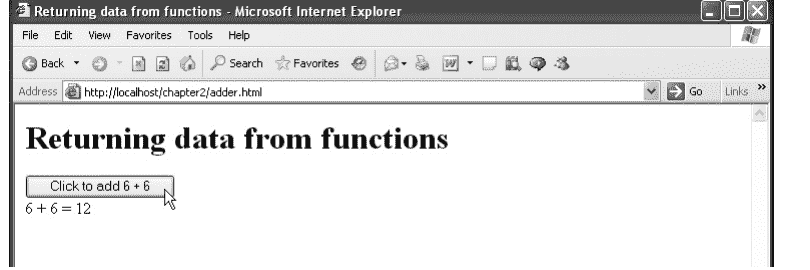 Returning data from functions - Microsoft Internet Explorer
File Edit View Favorites Tools Help
Back Search Favorites
Address http://localhost/chapter2/adder.html Go Links »
Returning data from functions
Click to add 6 + 6
6 + 6 = 12